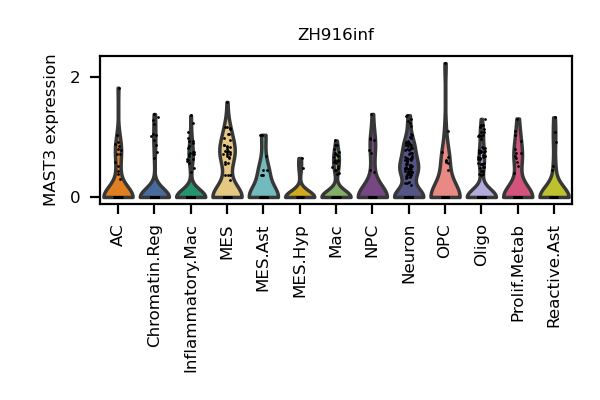 ZH916inf
MAST3 expression
2
0
AC
Chromatin.Reg
Inflammatory.Mac
MES
MES.Ast
MES.Hyp
Mac
NPC
Neuron
OPC
Oligo
Prolif.Metab
Reactive.Ast